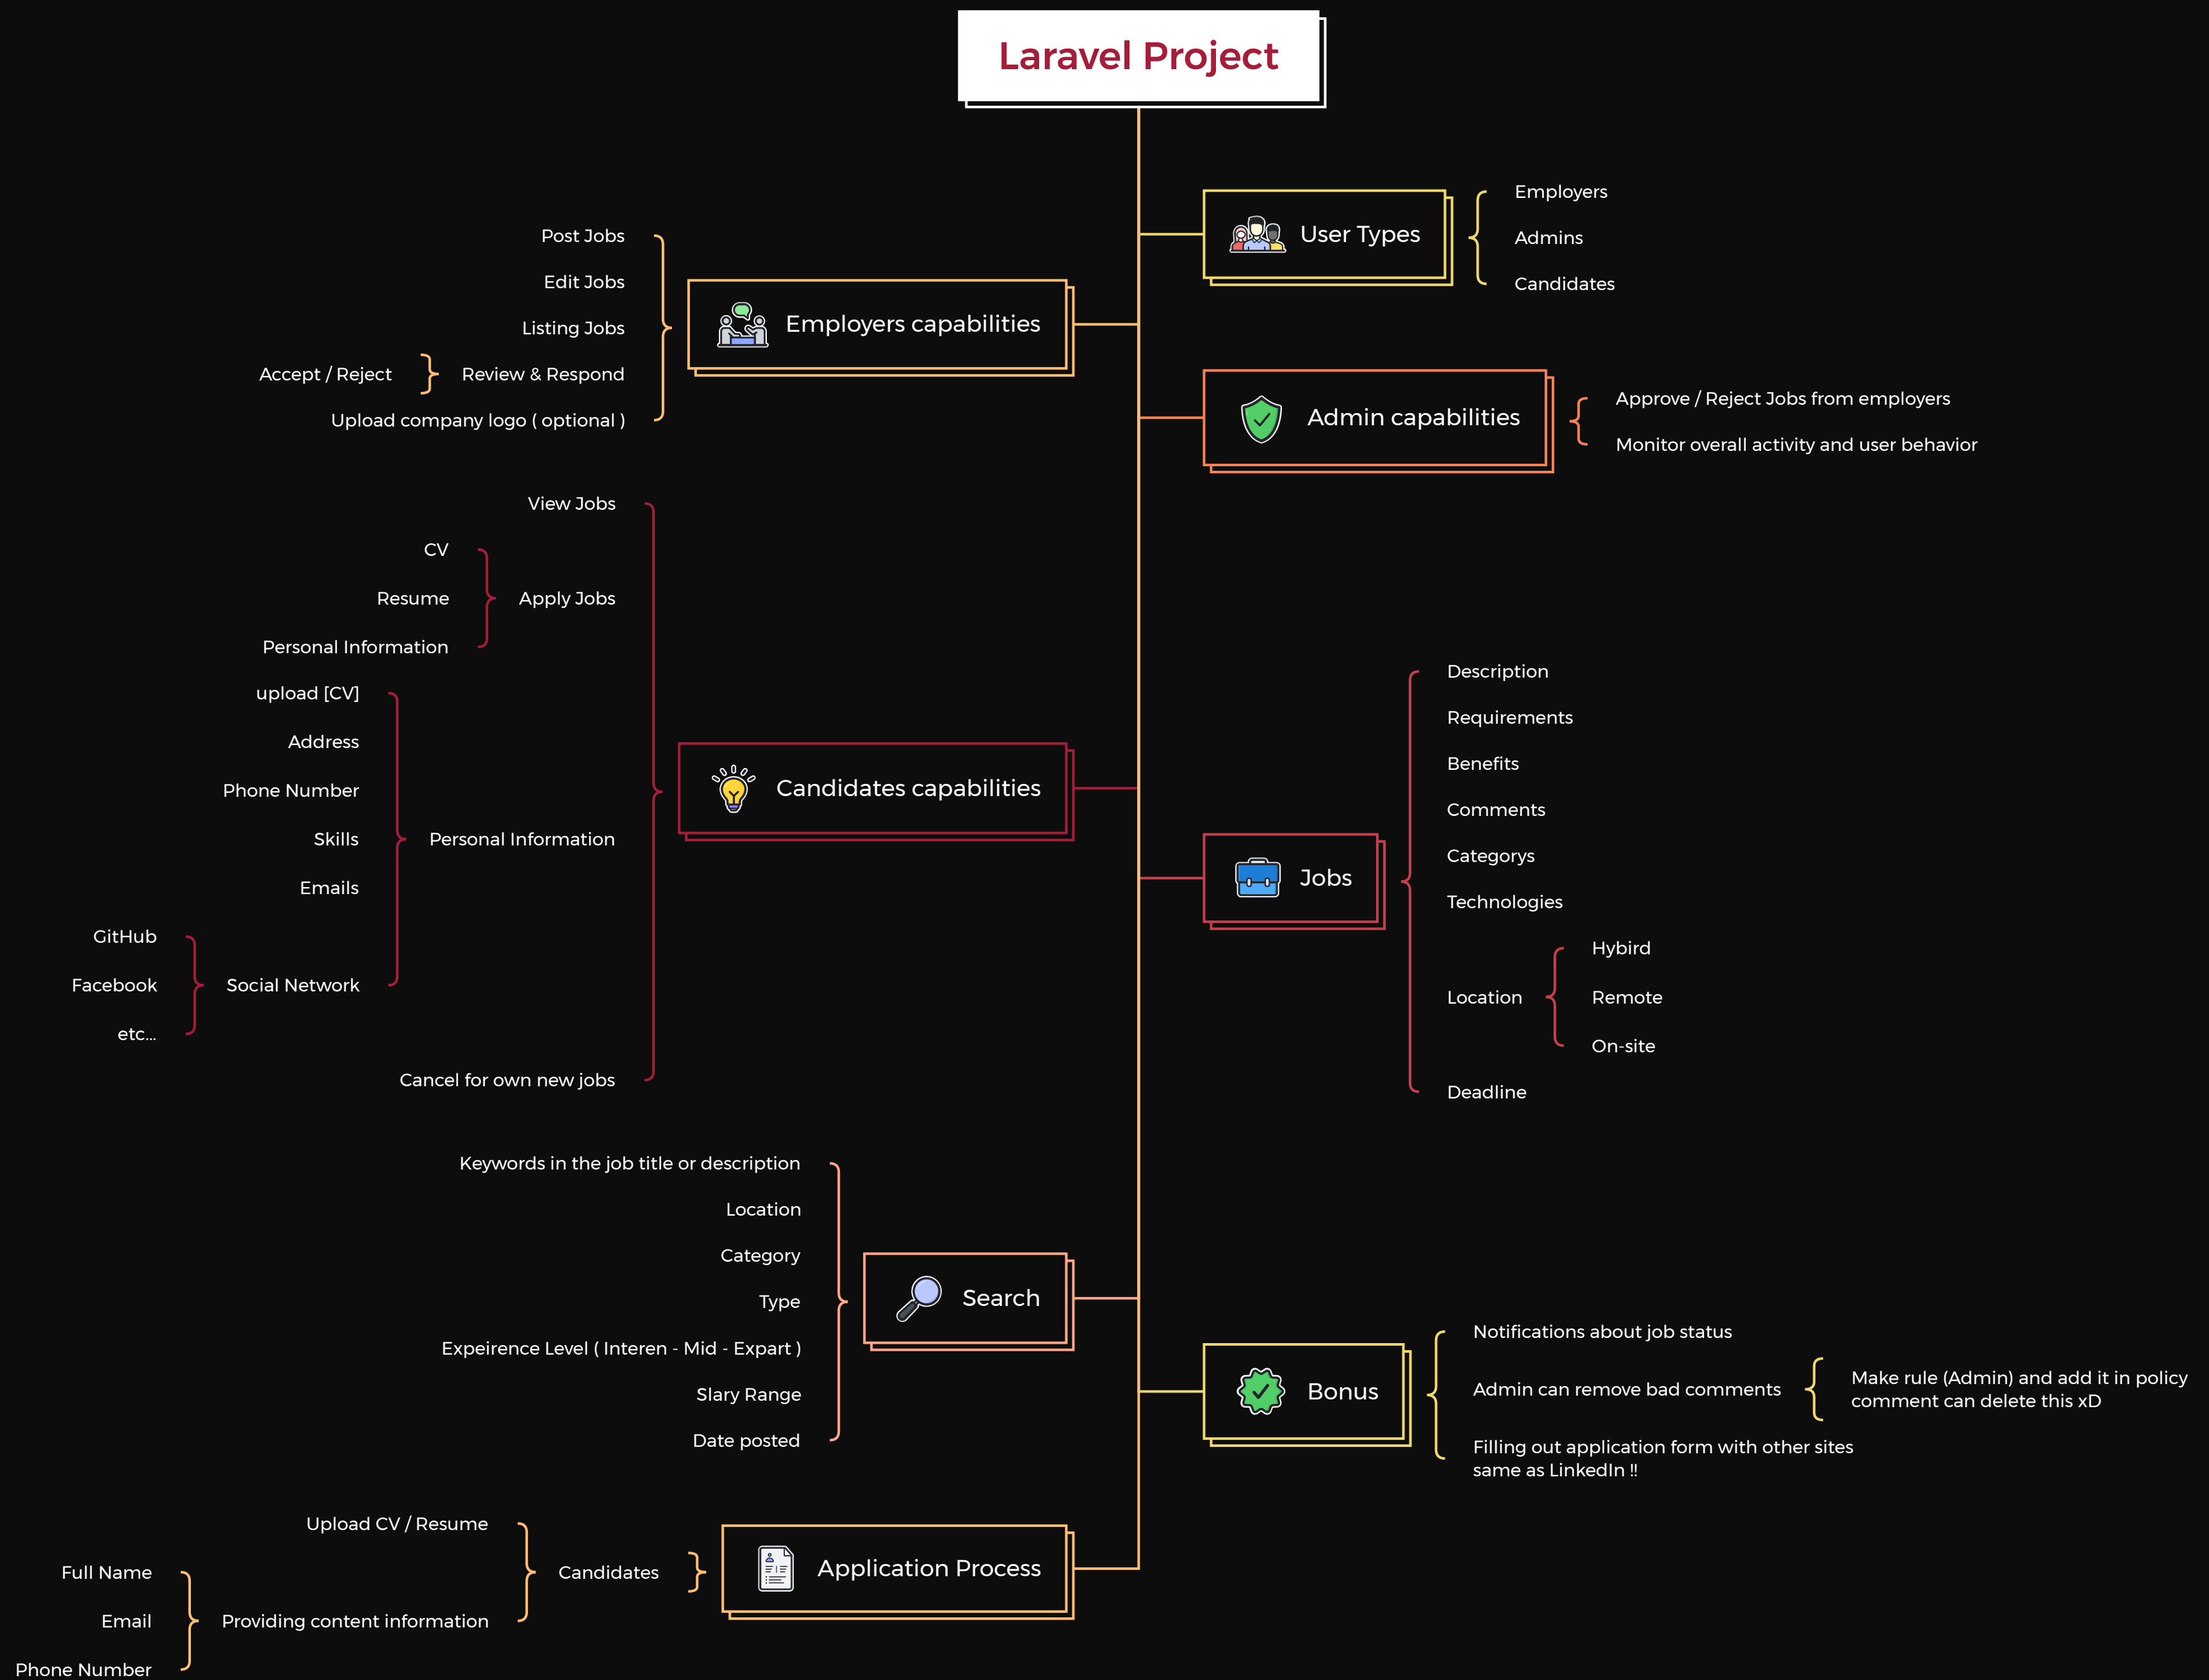 Laravel Project
User Types
Employers
Admins
Candidates
Employers capabilities
Post Jobs
Edit Jobs
Listing Jobs
Review & Respond
Accept / Reject
Upload company logo ( optional )
Admin capabilities
Approve / Reject Jobs from employers
Monitor overall activity and user behavior
Candidates capabilities
View Jobs
Apply Jobs
CV
Resume
Personal Information
Personal Information
upload [CV]
Address
Phone Number
Skills
Emails
Social Network
GitHub
Facebook
etc...
Cancel for own new jobs
Jobs
Description
Requirements
Benefits
Comments
Categorys
Technologies
Location
Hybird
Remote
On-site
Deadline
Search
Keywords in the job title or description
Location
Category
Type
Expeirence Level ( Interen - Mid - Expart )
Slary Range
Date posted
Bonus
Notifications about job status
Admin can remove bad comments
Make rule (Admin) and add it in policy
comment can delete this xD
Filling out application form with other sites
same as LinkedIn !!
Application Process
Candidates
Upload CV / Resume
Providing content information
Full Name
Email
Phone Number